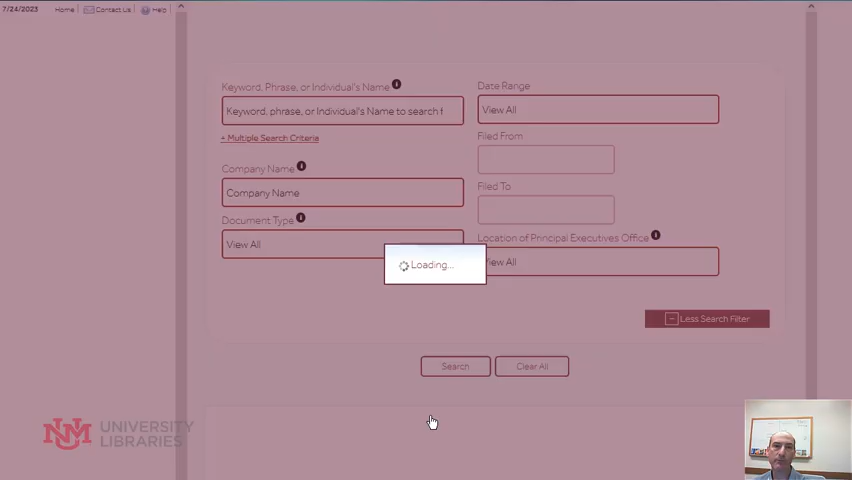 7/24/2023 Home Contact Us Help
Keyword, Phrase, or Individual's Name
Keyword, phrase, or Individual's Name to search f
+ Multiple Search Criteria
Company Name
Company Name
Document Type
View All
Date Range
View All
Filed From
Filed To
Location of Principal Executives Office
View All
Loading...
Less Search Filter
Search
Clear All
UNM UNIVERSITY
LIBRARIES